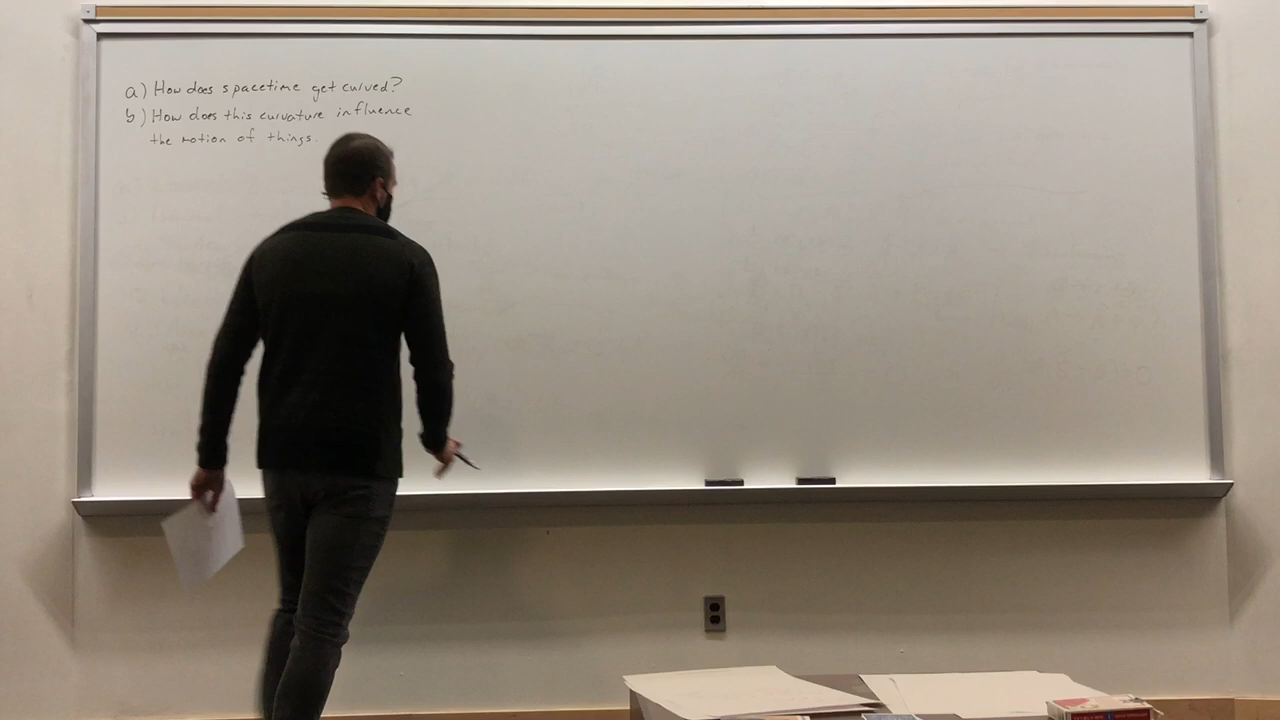 a) How does spacetime get curved?
b) How does this curvature influence
the motion of things.